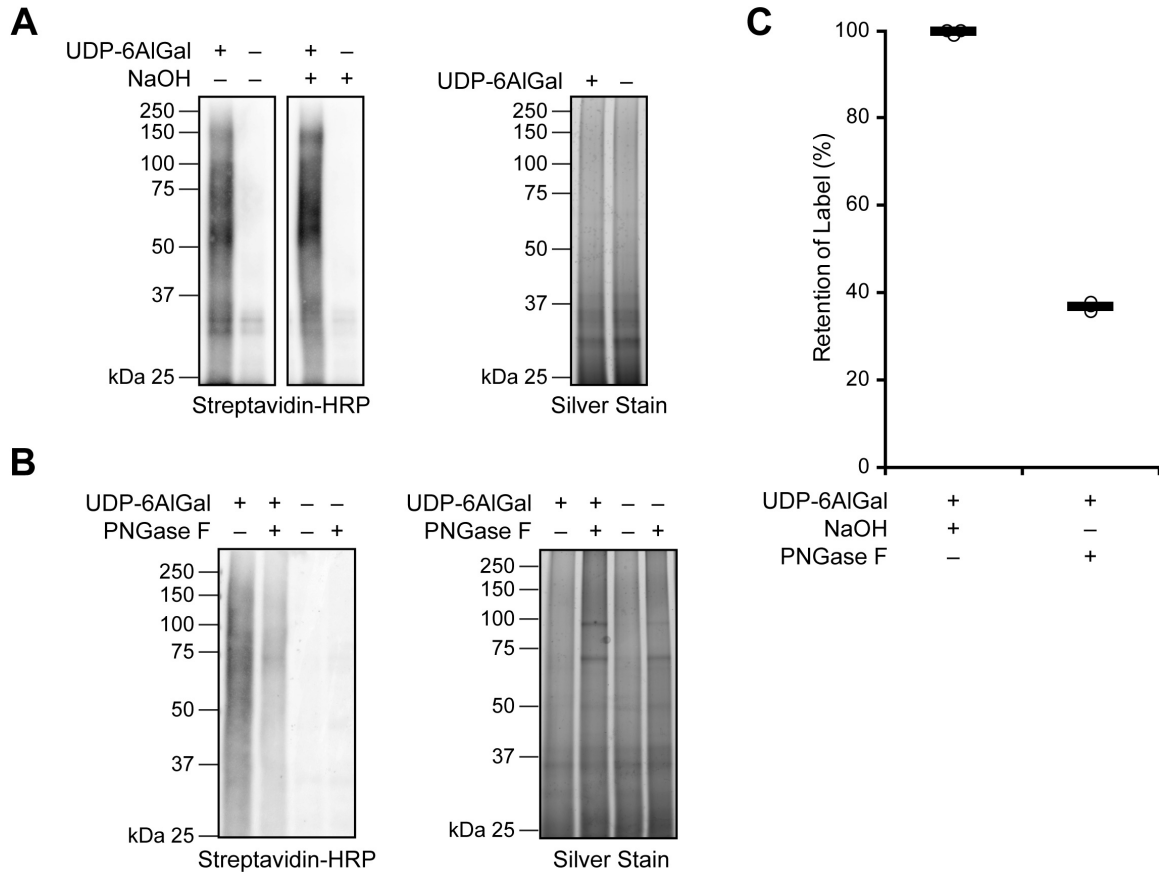 A
UDP-6AlGal + – + –
NaOH – – + +
250
150
100
75
50
37
kDa 25
Streptavidin-HRP
UDP-6AlGal + –
250
150
100
75
50
37
kDa 25
Silver Stain
B
UDP-6AlGal + + – –
PNGase F – + – +
250
150
100
75
50
37
kDa 25
Streptavidin-HRP
UDP-6AlGal + + – –
PNGase F – + – +
250
150
100
75
50
37
kDa 25
Silver Stain
C
Retention of Label (%)
100
80
60
40
20
0
UDP-6AlGal + +
NaOH + –
PNGase F – +